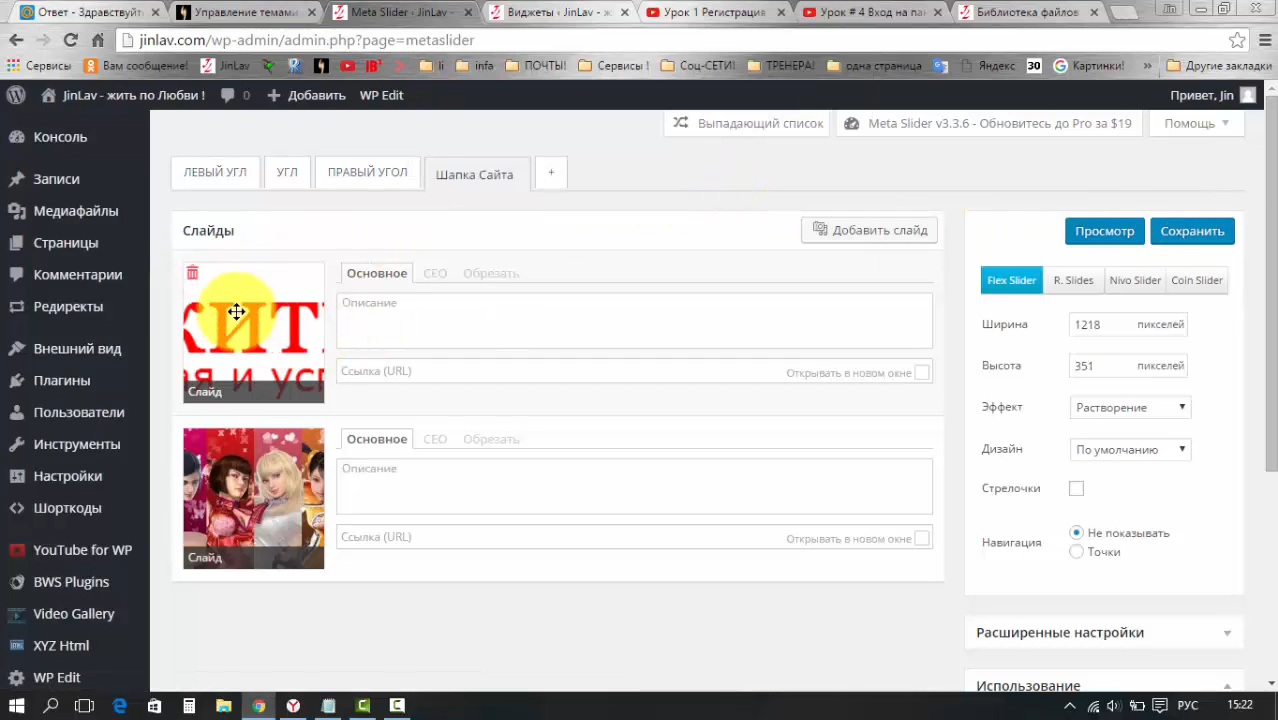 Ответ - Здравствуйт
Управление темами
Meta Slider ‹ JinLav -
Виджеты ‹ JinLav — ж
Урок 1 Регистрация
Урок # 4 Вход на па
Библиотека файлов
jinlav.com/wp-admin/admin.php?page=metaslider
Сервисы
Вам сообщение!
JinLav
li
infa
ПОЧТЫ!
Сервисы !
Соц-СЕТИ!
ТРЕНЕРА!
одна страница
Яндекс
30
Картинки!
»
Другие закладки
JinLav - жить по Любви !
0
Добавить
WP Edit
Привет, Jin
Консоль
Записи
Медиафайлы
Страницы
Комментарии
Редиректы
Внешний вид
Плагины
Пользователи
Инструменты
Настройки
Шорткоды
YouTube for WP
BWS Plugins
Video Gallery
XYZ Html
WP Edit
Выпадающий список
Meta Slider v3.3.6 - Обновитесь до Pro за $19
Помощь
ЛЕВЫЙ УГЛ
УГЛ
ПРАВЫЙ УГОЛ
Шапка Сайта
+
Слайды
Добавить слайд
ЖИТЬ
ая и усп
Слайд
Основное
СЕО
Обрезать
Описание
Ссылка (URL)
Открывать в новом окне
Слайд
Основное
СЕО
Обрезать
Описание
Ссылка (URL)
Открывать в новом окне
Просмотр
Сохранить
Flex Slider
R. Slides
Nivo Slider
Coin Slider
Ширина
1218
пикселей
Высота
351
пикселей
Эффект
Растворение
Дизайн
По умолчанию
Стрелочки
Навигация
Не показывать
Точки
Расширенные настройки
Использование
РУС
15:22